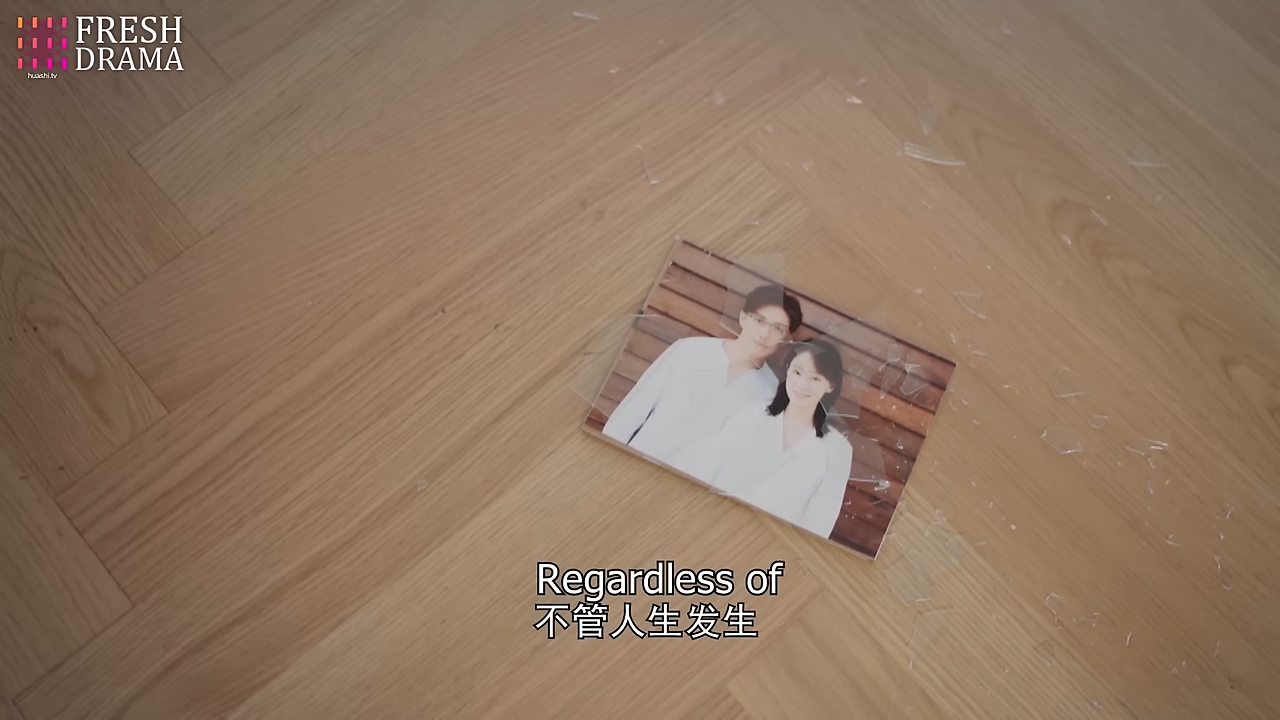 FRESH
DRAMA
huashi.tv
Regardless of
不管人生发生